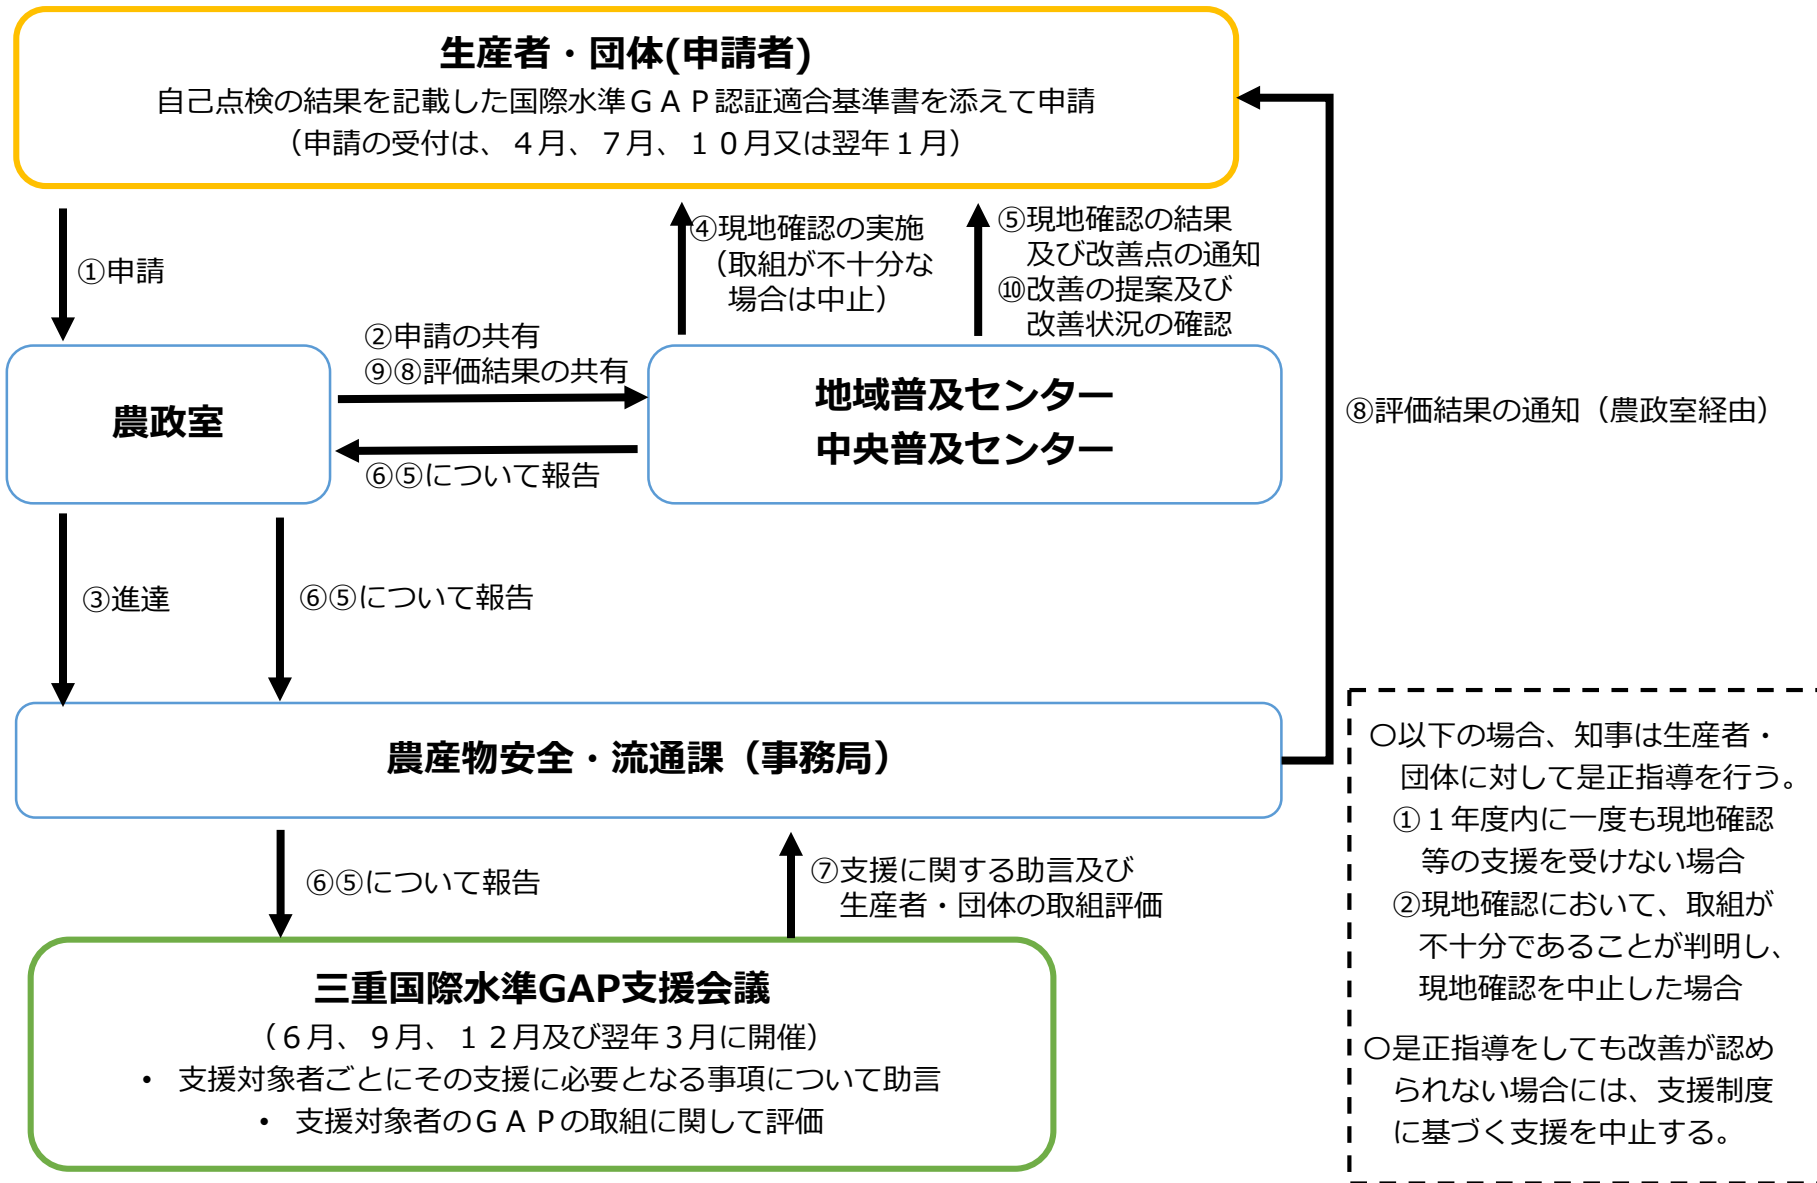 生産者・団体(申請者)
自己点検の結果を記載した国際水準ＧＡＰ認証適合基準書を添えて申請
（申請の受付は、４月、７月、１０月又は翌年１月）
①申請
④現地確認の実施
（取組が不十分な
場合は中止）
⑤現地確認の結果
及び改善点の通知
⑩改善の提案及び
改善状況の確認
②申請の共有
⑨⑧評価結果の共有
農政室
地域普及センター
中央普及センター
⑧評価結果の通知（農政室経由）
⑥⑤について報告
③進達
⑥⑤について報告
農産物安全・流通課（事務局）
⑥⑤について報告
⑦支援に関する助言及び
生産者・団体の取組評価
三重国際水準GAP支援会議
（６月、９月、１２月及び翌年３月に開催）
• 支援対象者ごとにその支援に必要となる事項について助言
• 支援対象者のＧＡＰの取組に関して評価
〇以下の場合、知事は生産者・
団体に対して是正指導を行う。
①１年度内に一度も現地確認
等の支援を受けない場合
②現地確認において、取組が
不十分であることが判明し、
現地確認を中止した場合
〇是正指導をしても改善が認め
られない場合には、支援制度
に基づく支援を中止する。